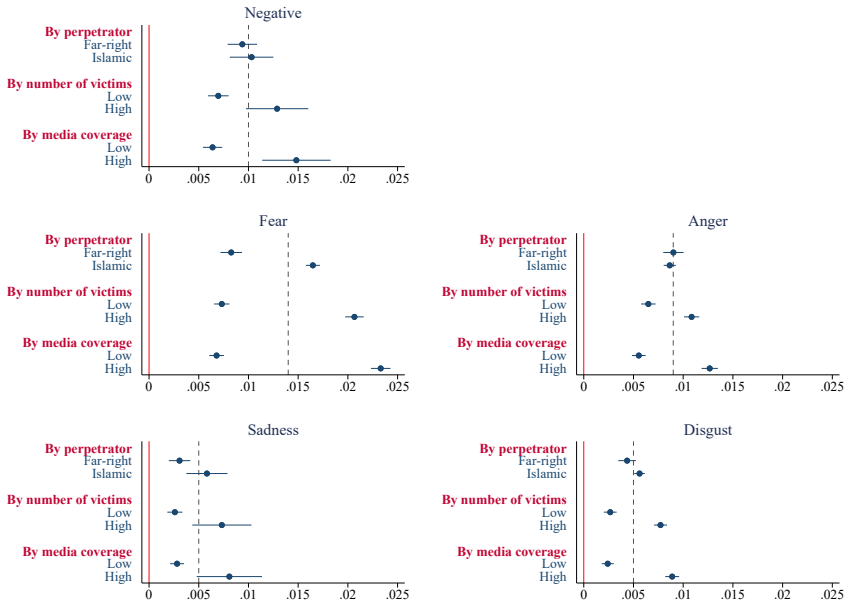 Negative
By perpetrator
Far-right
Islamic
By number of victims
Low
High
By media coverage
Low
High
0 .005 .01 .015 .02 .025
Fear
By perpetrator
Far-right
Islamic
By number of victims
Low
High
By media coverage
Low
High
0 .005 .01 .015 .02 .025
Anger
By perpetrator
Far-right
Islamic
By number of victims
Low
High
By media coverage
Low
High
0 .005 .01 .015 .02 .025
Sadness
By perpetrator
Far-right
Islamic
By number of victims
Low
High
By media coverage
Low
High
0 .005 .01 .015 .02 .025
Disgust
By perpetrator
Far-right
Islamic
By number of victims
Low
High
By media coverage
Low
High
0 .005 .01 .015 .02 .025